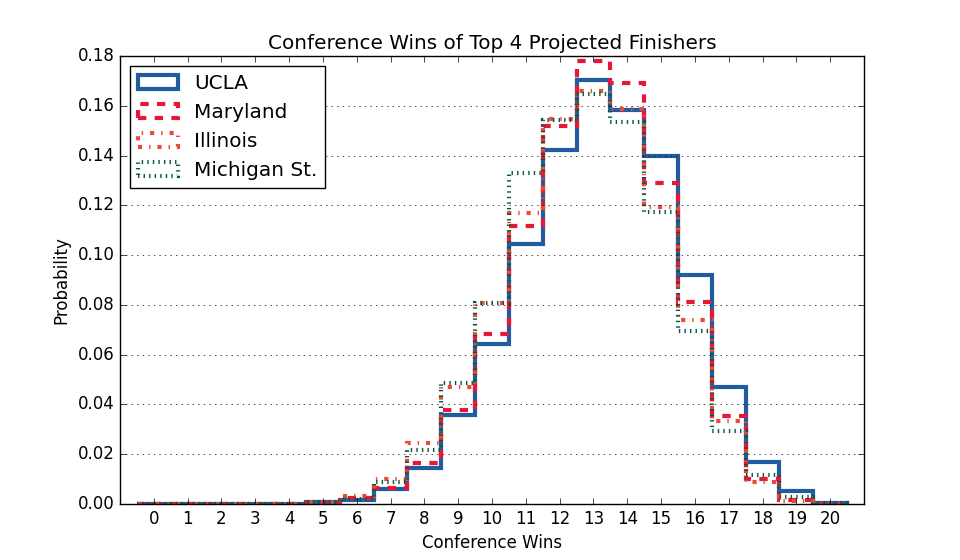 Conference Wins of Top 4 Projected Finishers
UCLA
Maryland
Illinois
Michigan St.
Probability
0.18
0.16
0.14
0.12
0.10
0.08
0.06
0.04
0.02
0.00
0 1 2 3 4 5 6 7 8 9 10 11 12 13 14 15 16 17 18 19 20
Conference Wins